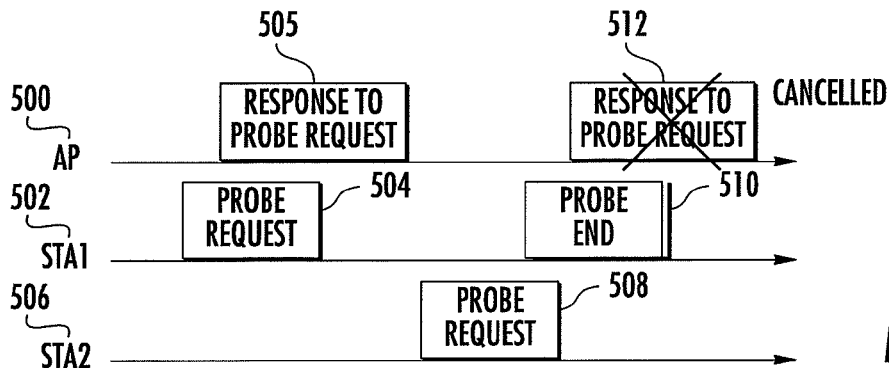 505
512
RESPONSE TO
PROBE REQUEST
RESPONSE TO
PROBE REQUEST
CANCELLED
500
AP
502
STA1
PROBE
REQUEST
504
PROBE
END
510
506
STA2
PROBE
REQUEST
508